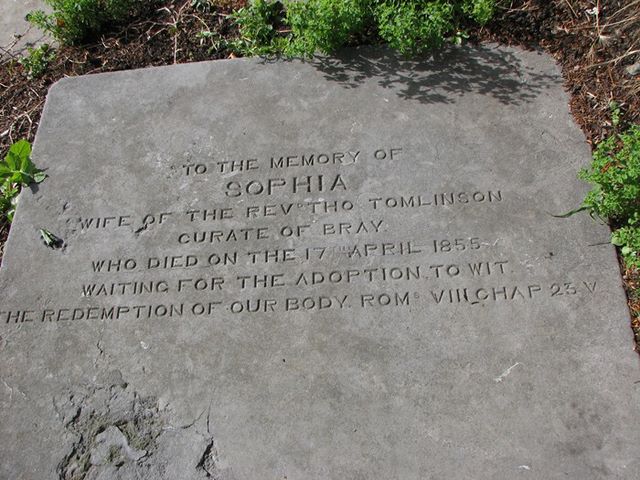 TO THE MEMORY OF
SOPHIA
WIFE OF THE REVD THO TOMLINSON
CURATE OF BRAY.
WHO DIED ON THE 17TH APRIL 1855
WAITING FOR THE ADOPTION, TO WIT.
THE REDEMPTION OF OUR BODY. ROMS VIII CHAP 23 V